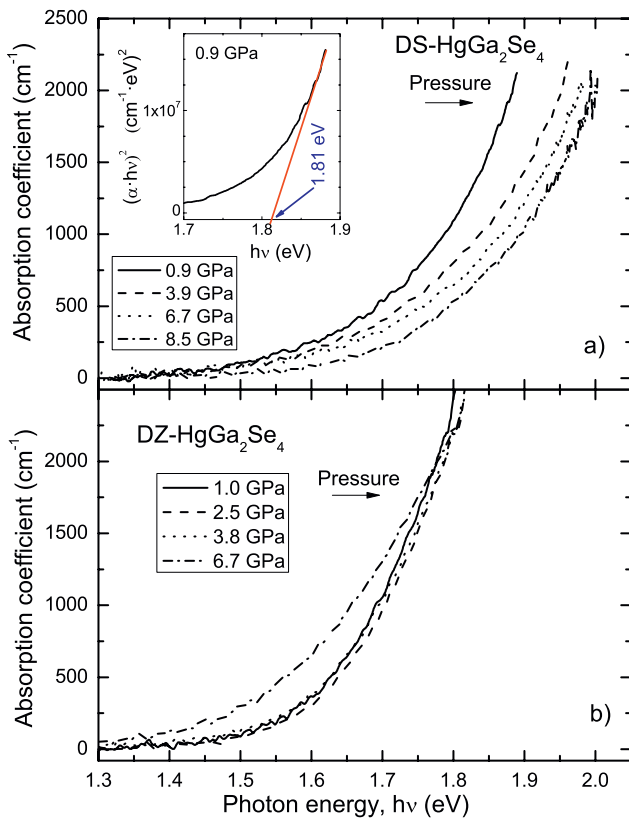 2500
2000
1500
1000
500
0
Absorption coefficient (cm⁻¹)
DS-HgGa₂Se₄
Pressure
0.9 GPa
(α·hν)² (cm⁻¹·eV)²
1x10⁷
0
1.81 eV
1.7 1.8 1.9
hν (eV)
0.9 GPa
3.9 GPa
6.7 GPa
8.5 GPa
a)
2000
1500
1000
500
0
Absorption coefficient (cm⁻¹)
DZ-HgGa₂Se₄
Pressure
1.0 GPa
2.5 GPa
3.8 GPa
6.7 GPa
b)
1.3 1.4 1.5 1.6 1.7 1.8 1.9 2.0
Photon energy, hν (eV)